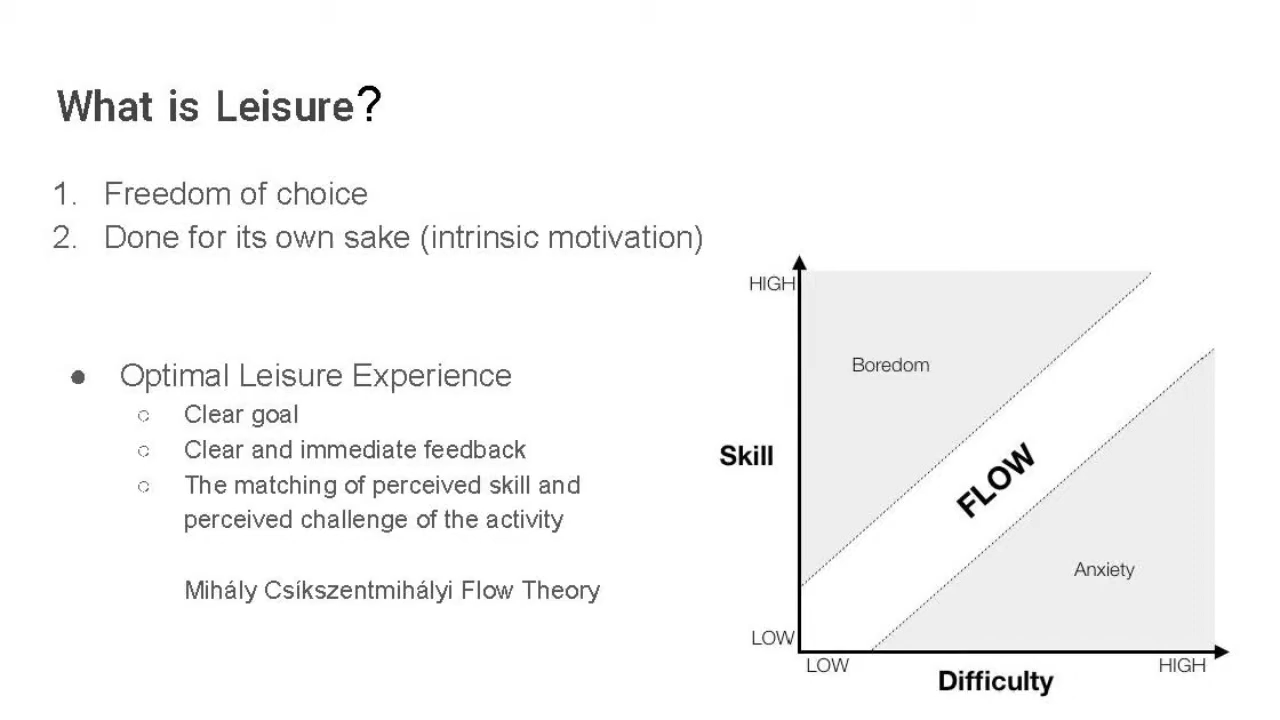 What is Leisure?
1. Freedom of choice
2. Done for its own sake (intrinsic motivation)
● Optimal Leisure Experience
○ Clear goal
○ Clear and immediate feedback
○ The matching of perceived skill and
perceived challenge of the activity
Mihály Csíkszentmihályi Flow Theory
HIGH
Boredom
Skill
FLOW
Anxiety
LOW
LOW
HIGH
Difficulty